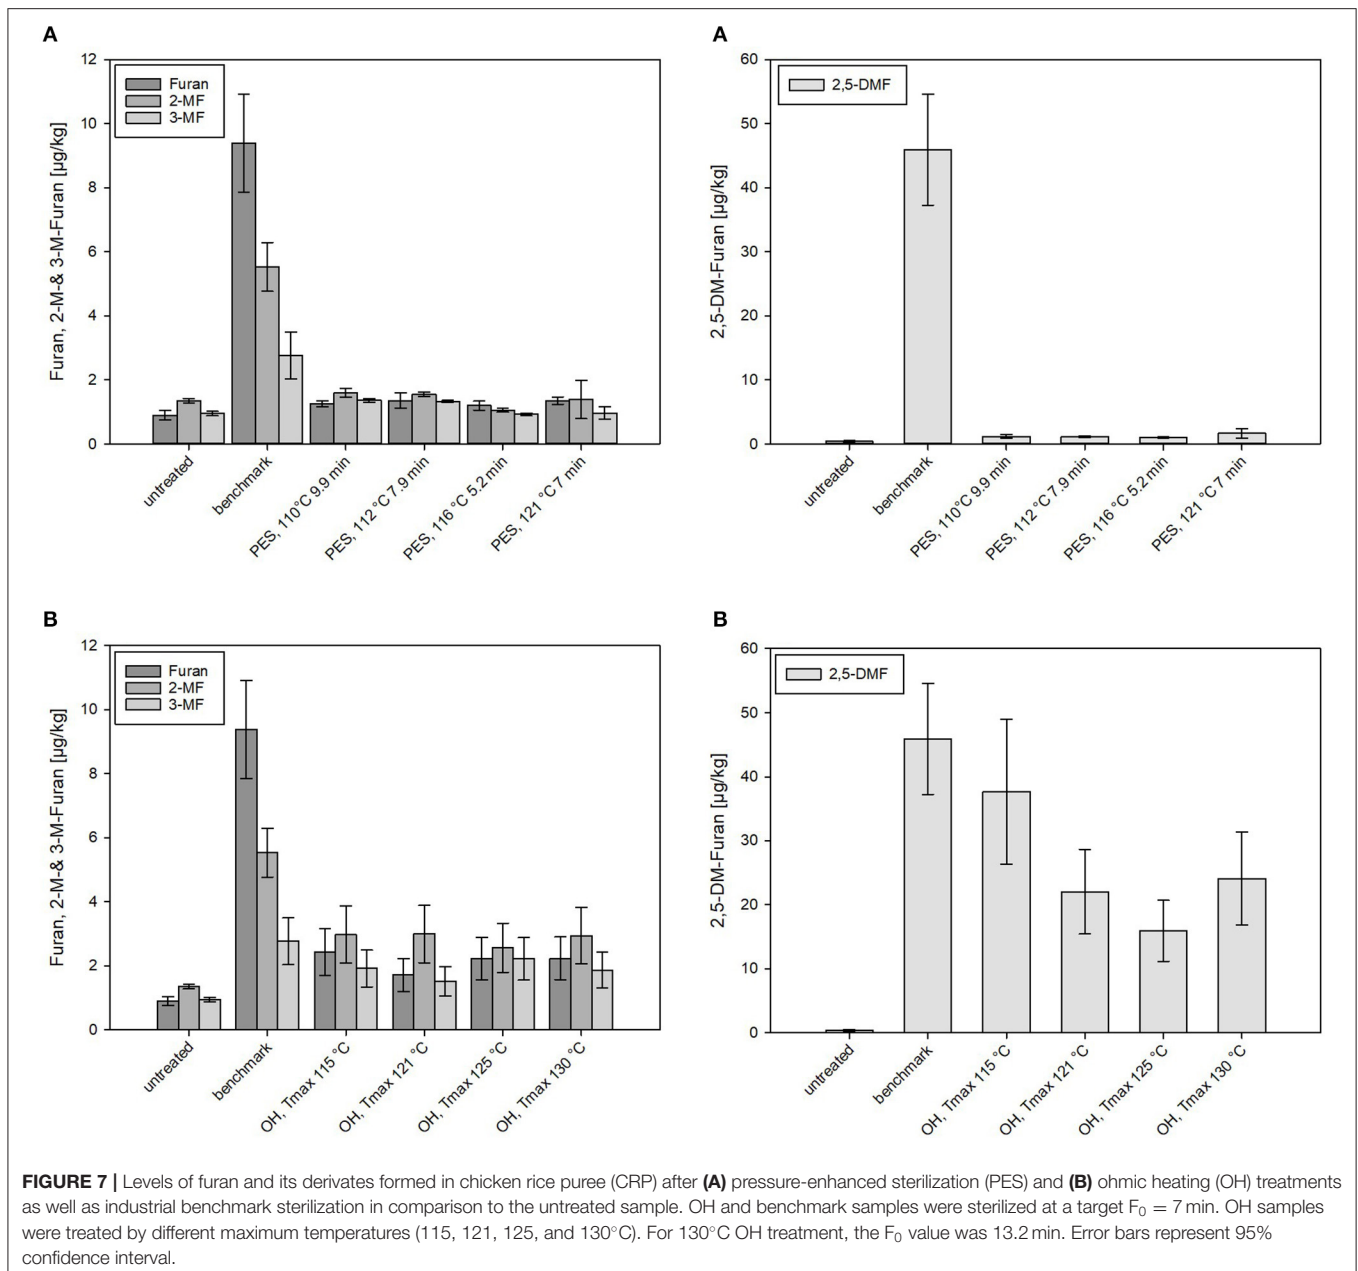 A
Furan, 2-M-& 3-M-Furan [µg/kg]
12
10
8
6
4
2
0
Furan
2-MF
3-MF
untreated
benchmark
PES, 110°C 9.9 min
PES, 112 °C 7.9 min
PES, 116 °C 5.2 min
PES, 121 °C 7 min
A
2,5-DM-Furan [µg/kg]
60
50
40
30
20
10
0
2,5-DMF
untreated
benchmark
PES, 110°C 9.9 min
PES, 112 °C 7.9 min
PES, 116 °C 5.2 min
PES, 121 °C 7 min
B
Furan, 2-M-& 3-M-Furan [µg/kg]
12
10
8
6
4
2
0
Furan
2-MF
3-MF
untreated
benchmark
OH, Tmax 115 °C
OH, Tmax 121 °C
OH, Tmax 125 °C
OH, Tmax 130 °C
B
2,5-DM-Furan [µg/kg]
60
50
40
30
20
10
0
2,5-DMF
untreated
benchmark
OH, Tmax 115 °C
OH, Tmax 121 °C
OH, Tmax 125 °C
OH, Tmax 130 °C
FIGURE 7 | Levels of furan and its derivates formed in chicken rice puree (CRP) after (A) pressure-enhanced sterilization (PES) and (B) ohmic heating (OH) treatments
as well as industrial benchmark sterilization in comparison to the untreated sample. OH and benchmark samples were sterilized at a target F₀ = 7 min. OH samples
were treated by different maximum temperatures (115, 121, 125, and 130°C). For 130°C OH treatment, the F₀ value was 13.2 min. Error bars represent 95%
confidence interval.